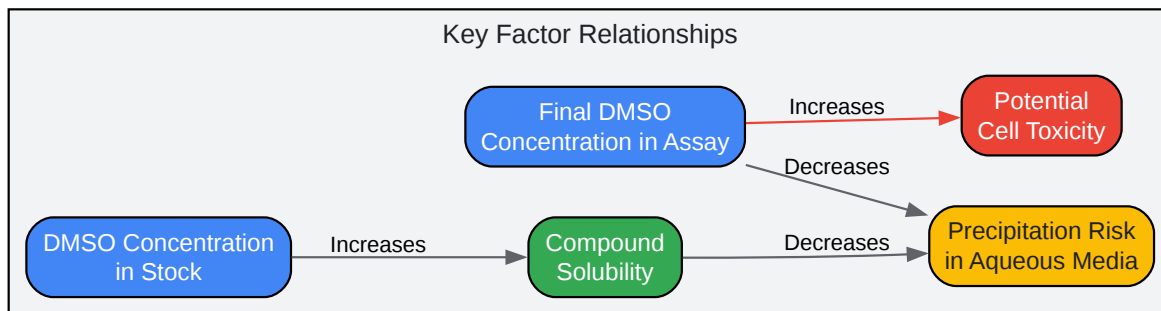 Key Factor Relationships
Final DMSO
Concentration in Assay
Increases
Potential
Cell Toxicity
Decreases
DMSO Concentration
in Stock
Increases
Compound
Solubility
Decreases
Precipitation Risk
in Aqueous Media